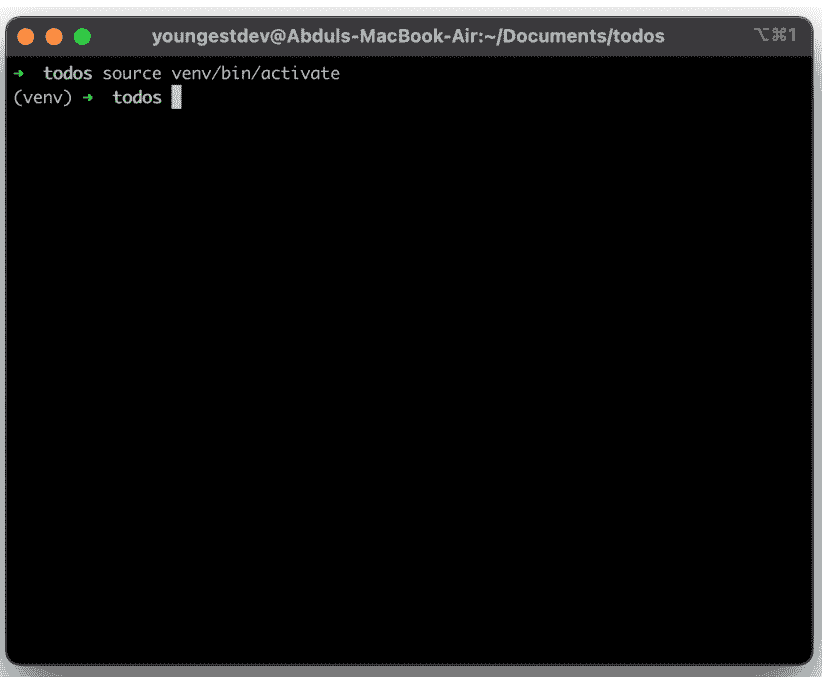 youngestdev@Abduls-MacBook-Air:~/Documents/todos ⌥⌘1
➜ todos source venv/bin/activate
(venv) ➜ todos